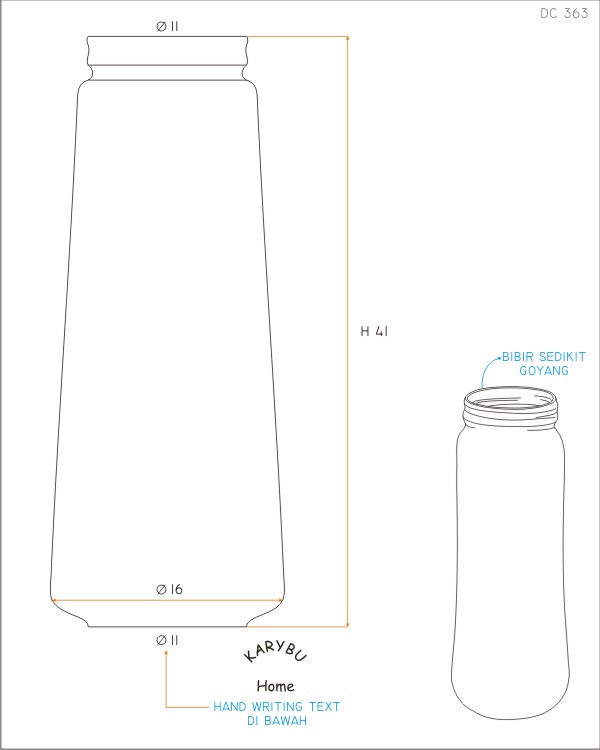 DC 363
Ø 11
H 41
BIBIR SEDIKIT
GOYANG
Ø 16
Ø 11
KARYBU
Home
HAND WRITING TEXT
DI BAWAH